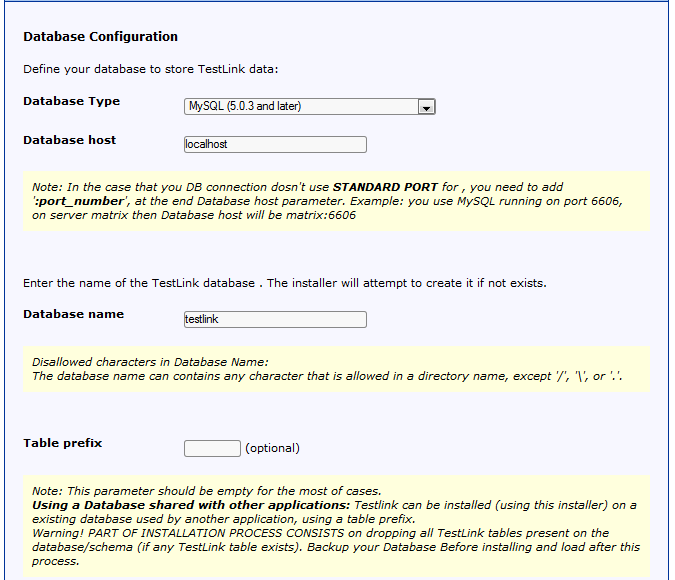 Database Configuration
Define your database to store TestLink data:
Database Type
MySQL (5.0.3 and later)
Database host
localhost
Note: In the case that you DB connection dosn't use STANDARD PORT for , you need to add
':port_number', at the end Database host parameter. Example: you use MySQL running on port 6606,
on server matrix then Database host will be matrix:6606
Enter the name of the TestLink database . The installer will attempt to create it if not exists.
Database name
testlink
Disallowed characters in Database Name:
The database name can contains any character that is allowed in a directory name, except '/', '\', or '.'.
Table prefix
(optional)
Note: This parameter should be empty for the most of cases.
Using a Database shared with other applications: Testlink can be installed (using this installer) on a
existing database used by another application, using a table prefix.
Warning! PART OF INSTALLATION PROCESS CONSISTS on dropping all TestLink tables present on the
database/schema (if any TestLink table exists). Backup your Database Before installing and load after this
process.